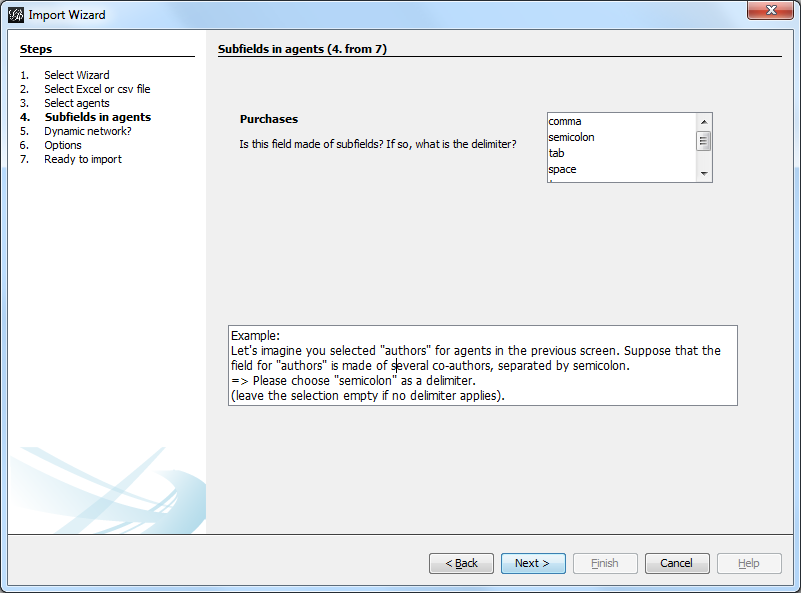 Import Wizard
Steps
1. Select Wizard
2. Select Excel or csv file
3. Select agents
4. Subfields in agents
5. Dynamic network?
6. Options
7. Ready to import
Subfields in agents (4. from 7)
Purchases
Is this field made of subfields? If so, what is the delimiter?
comma
semicolon
tab
space
Example:
Let's imagine you selected "authors" for agents in the previous screen. Suppose that the
field for "authors" is made of several co-authors, separated by semicolon.
=> Please choose "semicolon" as a delimiter.
(leave the selection empty if no delimiter applies).
< Back
Next >
Finish
Cancel
Help